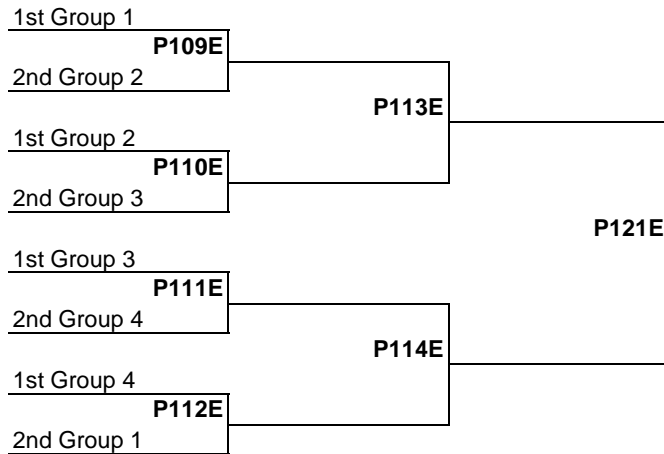 1st Group 1
P109E
2nd Group 2
P113E
1st Group 2
P110E
2nd Group 3
P121E
1st Group 3
P111E
2nd Group 4
P114E
1st Group 4
P112E
2nd Group 1